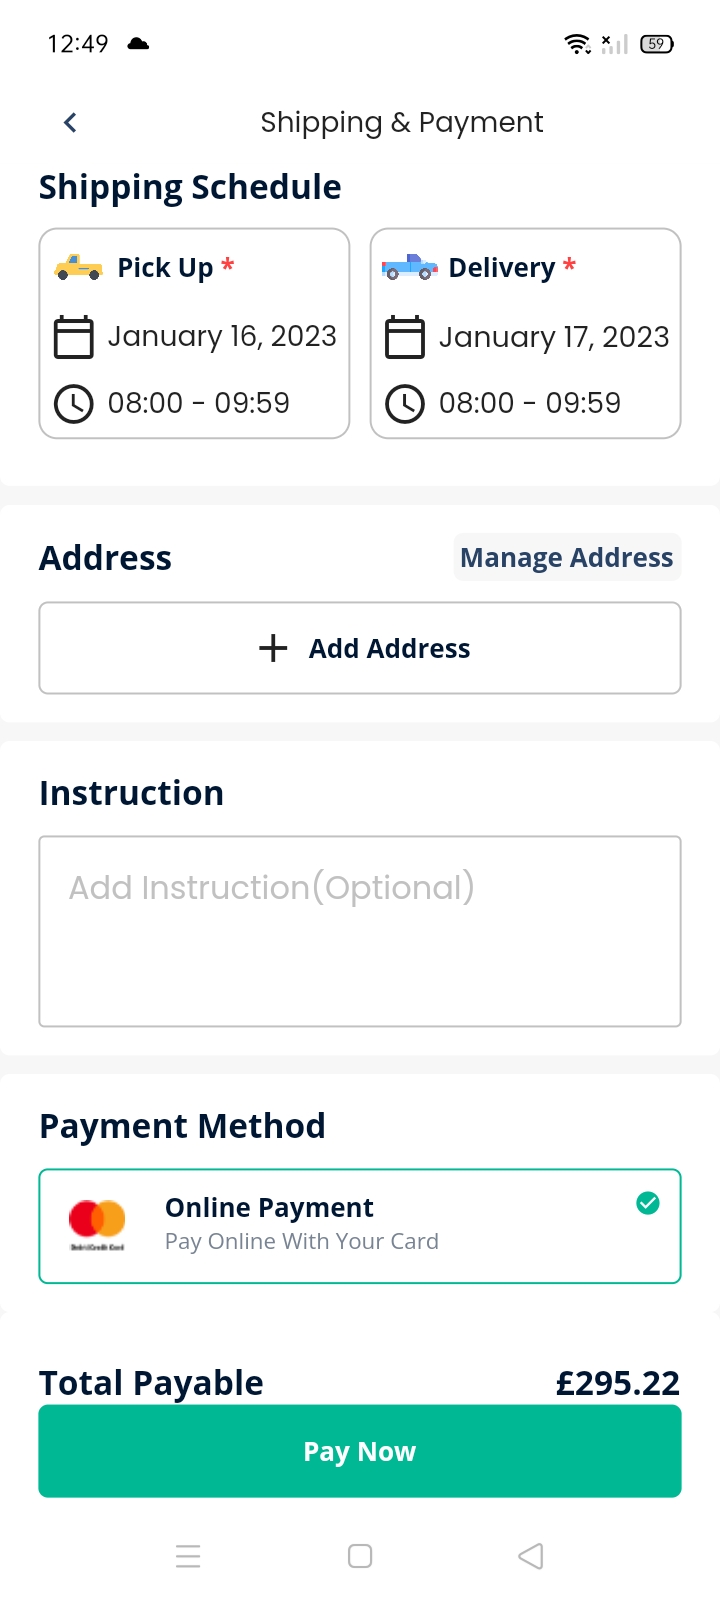 12:49
59
Shipping & Payment
Shipping Schedule
Pick Up *
January 16, 2023
08:00 - 09:59
Delivery *
January 17, 2023
08:00 - 09:59
Address
Manage Address
Add Address
Instruction
Add Instruction(Optional)
Payment Method
Online Payment
Pay Online With Your Card
Total Payable
£295.22
Pay Now